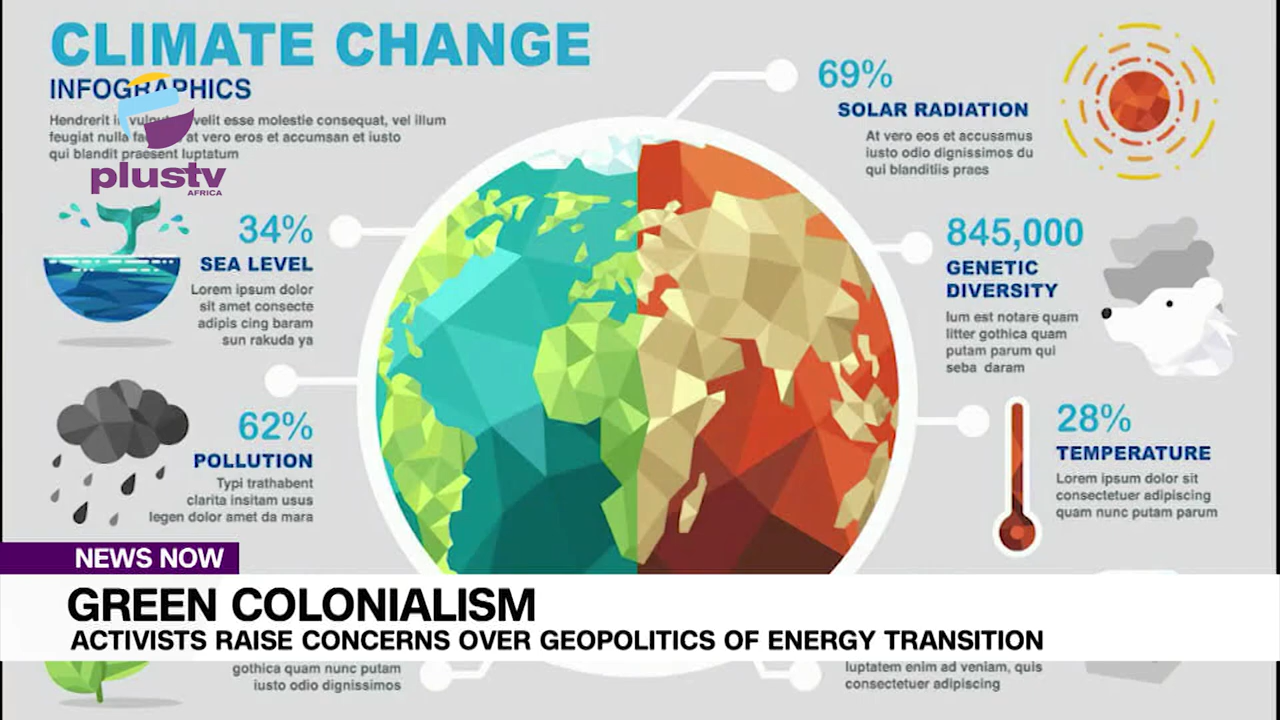 CLIMATE CHANGE
INFOGRAPHICS
velit esse molestie consequat, vel illum
feugiat nulla at vero eros et accumsan et iusto
qui blandit praesent luptatum
plustv
AFRICA
34%
SEA LEVEL
Lorem ipsum dolor
sit amet consecte
adipis cing baram
sun rakuda ya
62%
POLLUTION
Typi trathabent
clarita insitam usus
legen dolor amet da mara
69%
SOLAR RADIATION
At vero eos et accusamus
iusto odio dignissimos du
qui blanditiis praes
845,000
GENETIC
DIVERSITY
Ium est notare quam
litter gothica quam
putam parum qui
seba daram
28%
TEMPERATURE
Lorem ipsum dolor sit
consectetuer adipiscing
quam nunc putam parum
NEWS NOW
GREEN COLONIALISM
ACTIVISTS RAISE CONCERNS OVER GEOPOLITICS OF ENERGY TRANSITION
gothica quam nunc putam
iusto odio dignissimos
luptatem enim ad veniam, quis
consectetuer adipiscing